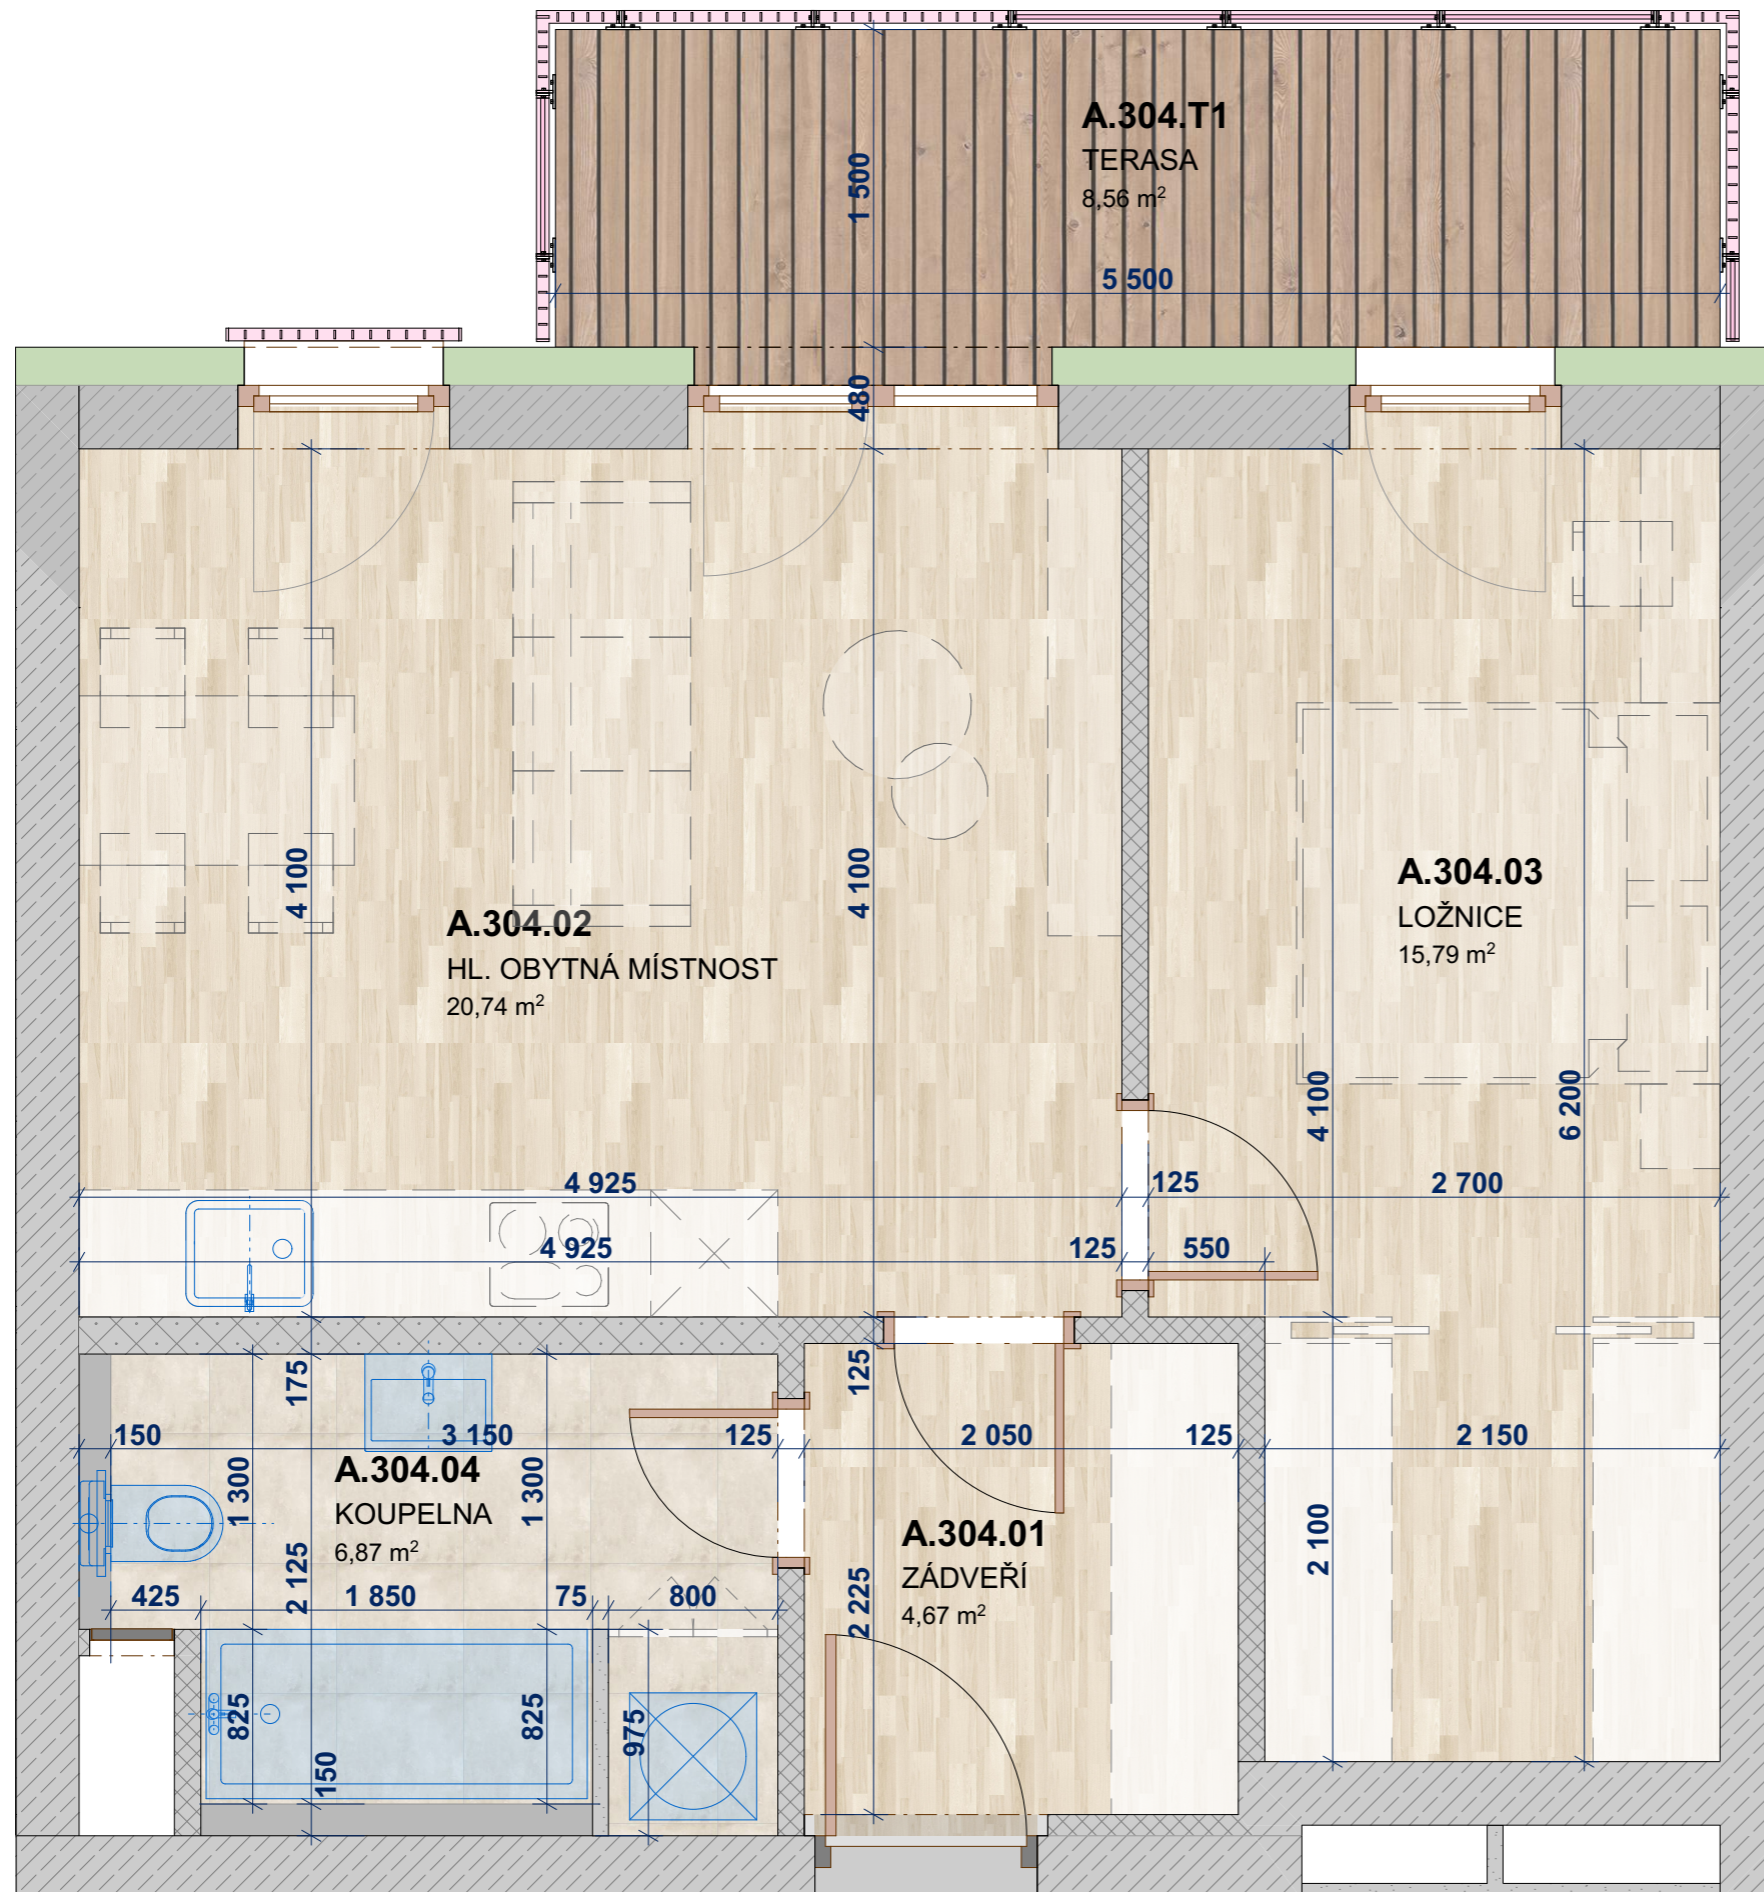 A.304.T1
TERASA
8,56 m²
1 500
5 500
480
4 100
4 100
A.304.02
HL. OBYTNÁ MÍSTNOST
20,74 m²
A.304.03
LOŽNICE
15,79 m²
4 100
6 200
4 925
125
2 700
4 925
125
550
175
125
150
3 150
125
2 050
125
2 150
A.304.04
KOUPELNA
6,87 m²
1 300
1 300
2 125
A.304.01
ZÁDVEŘÍ
4,67 m²
2 225
2 100
425
1 850
75
800
825
825
975
150